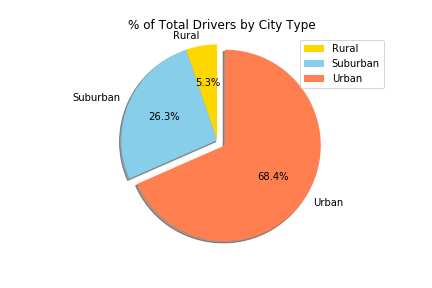 % of Total Drivers by City Type
Rural
Rural
Suburban
Urban
5.3%
Suburban
26.3%
68.4%
Urban